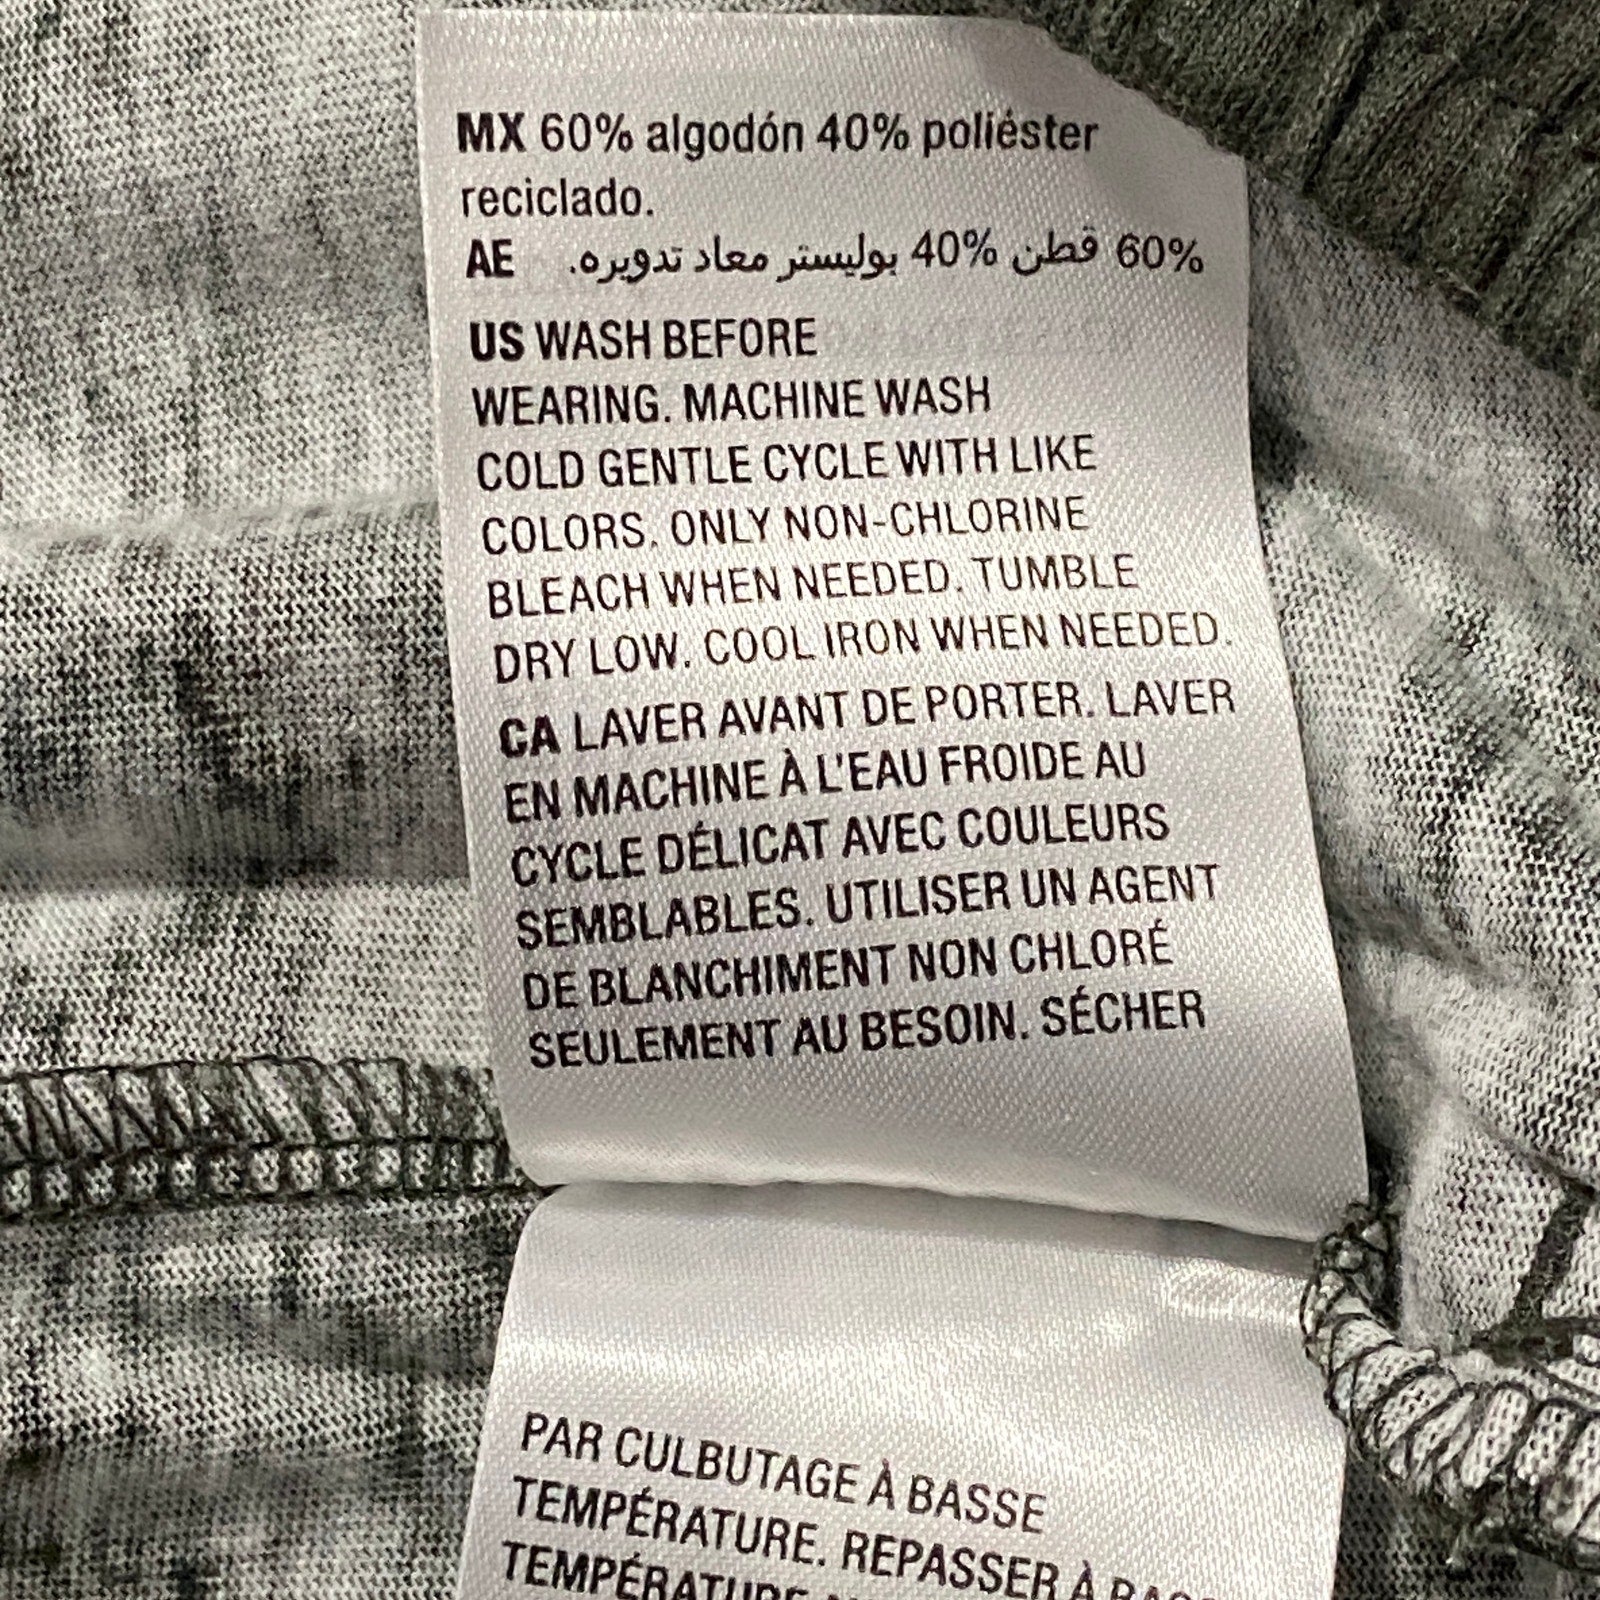 MX 60% algodón 40% poliéster
reciclado.
AE 60% قطن 40% بوليستر معاد تدويره.
US WASH BEFORE
WEARING. MACHINE WASH
COLD GENTLE CYCLE WITH LIKE
COLORS. ONLY NON-CHLORINE
BLEACH WHEN NEEDED. TUMBLE
DRY LOW. COOL IRON WHEN NEEDED.
CA LAVER AVANT DE PORTER. LAVER
EN MACHINE À L'EAU FROIDE AU
CYCLE DÉLICAT AVEC COULEURS
SEMBLABLES. UTILISER UN AGENT
DE BLANCHIMENT NON CHLORÉ
SEULEMENT AU BESOIN. SÉCHER
PAR CULBUTAGE À BASSE
TEMPÉRATURE. REPASSER À
TEMPÉRATURE